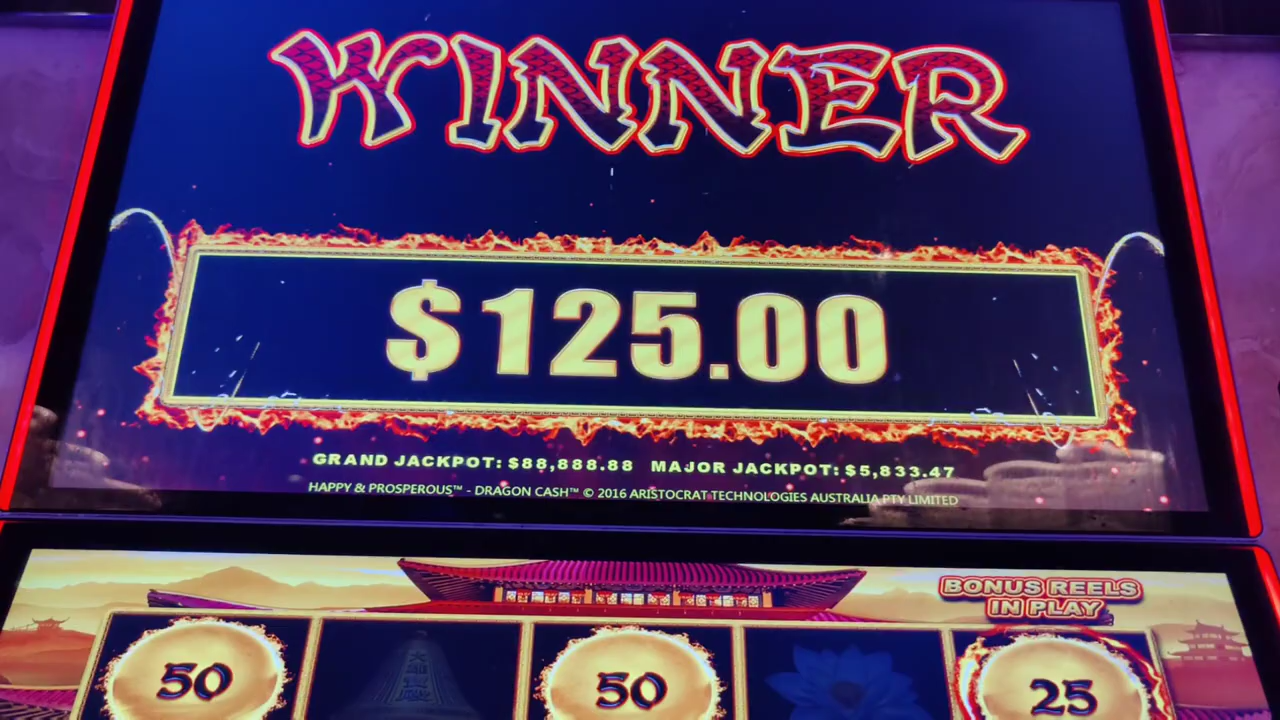 WINNER
$125.00
GRAND JACKPOT: $88,888.88 MAJOR JACKPOT: $5,833.47
HAPPY & PROSPEROUS™ - DRAGON CASH™ © 2016 ARISTOCRAT TECHNOLOGIES AUSTRALIA PTY LIMITED
BONUS REELS
IN PLAY
50
50
25